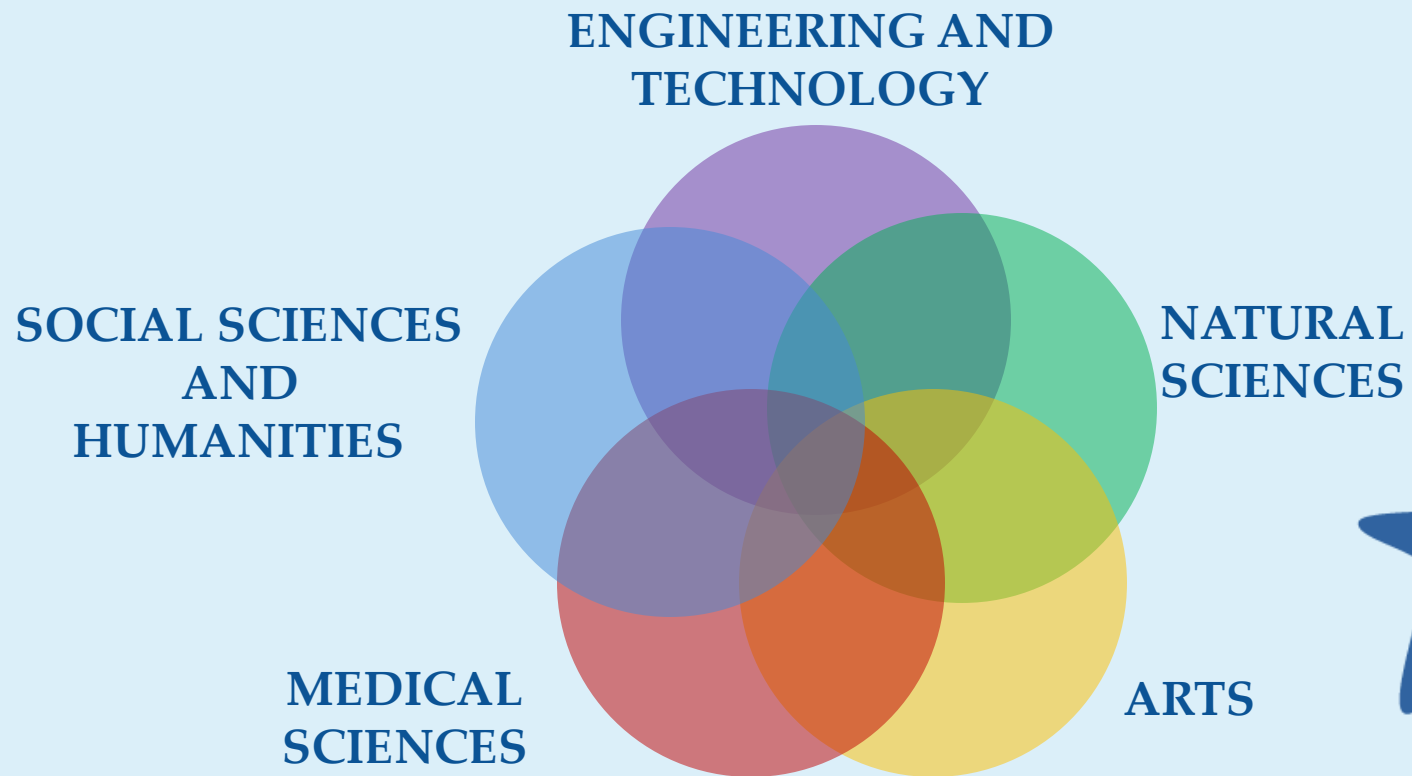 ENGINEERING AND
TECHNOLOGY
SOCIAL SCIENCES
AND
HUMANITIES
NATURAL
SCIENCES
MEDICAL
SCIENCES
ARTS